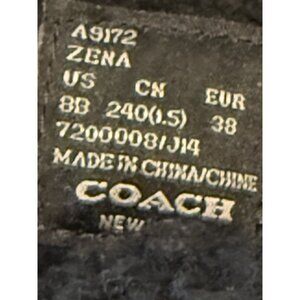 A9172
ZENA
US CN EUR
8B 240(1.5) 38
7200008/J14
MADE IN CHINA/CHINE
COACH
NEW